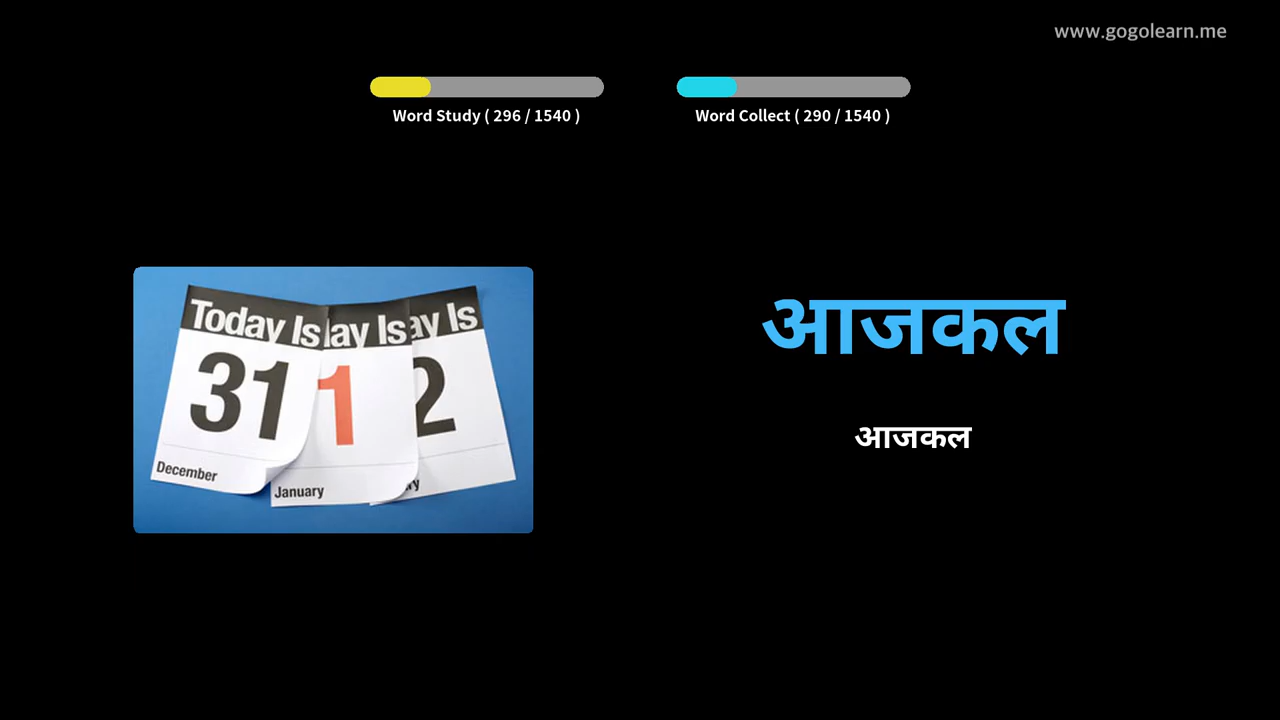 www.gogolearn.me
Word Study ( 296 / 1540 )
Word Collect ( 290 / 1540 )
Today Is
ay Is
ay Is
31
1
2
December
January
ry
आजकल
आजकल